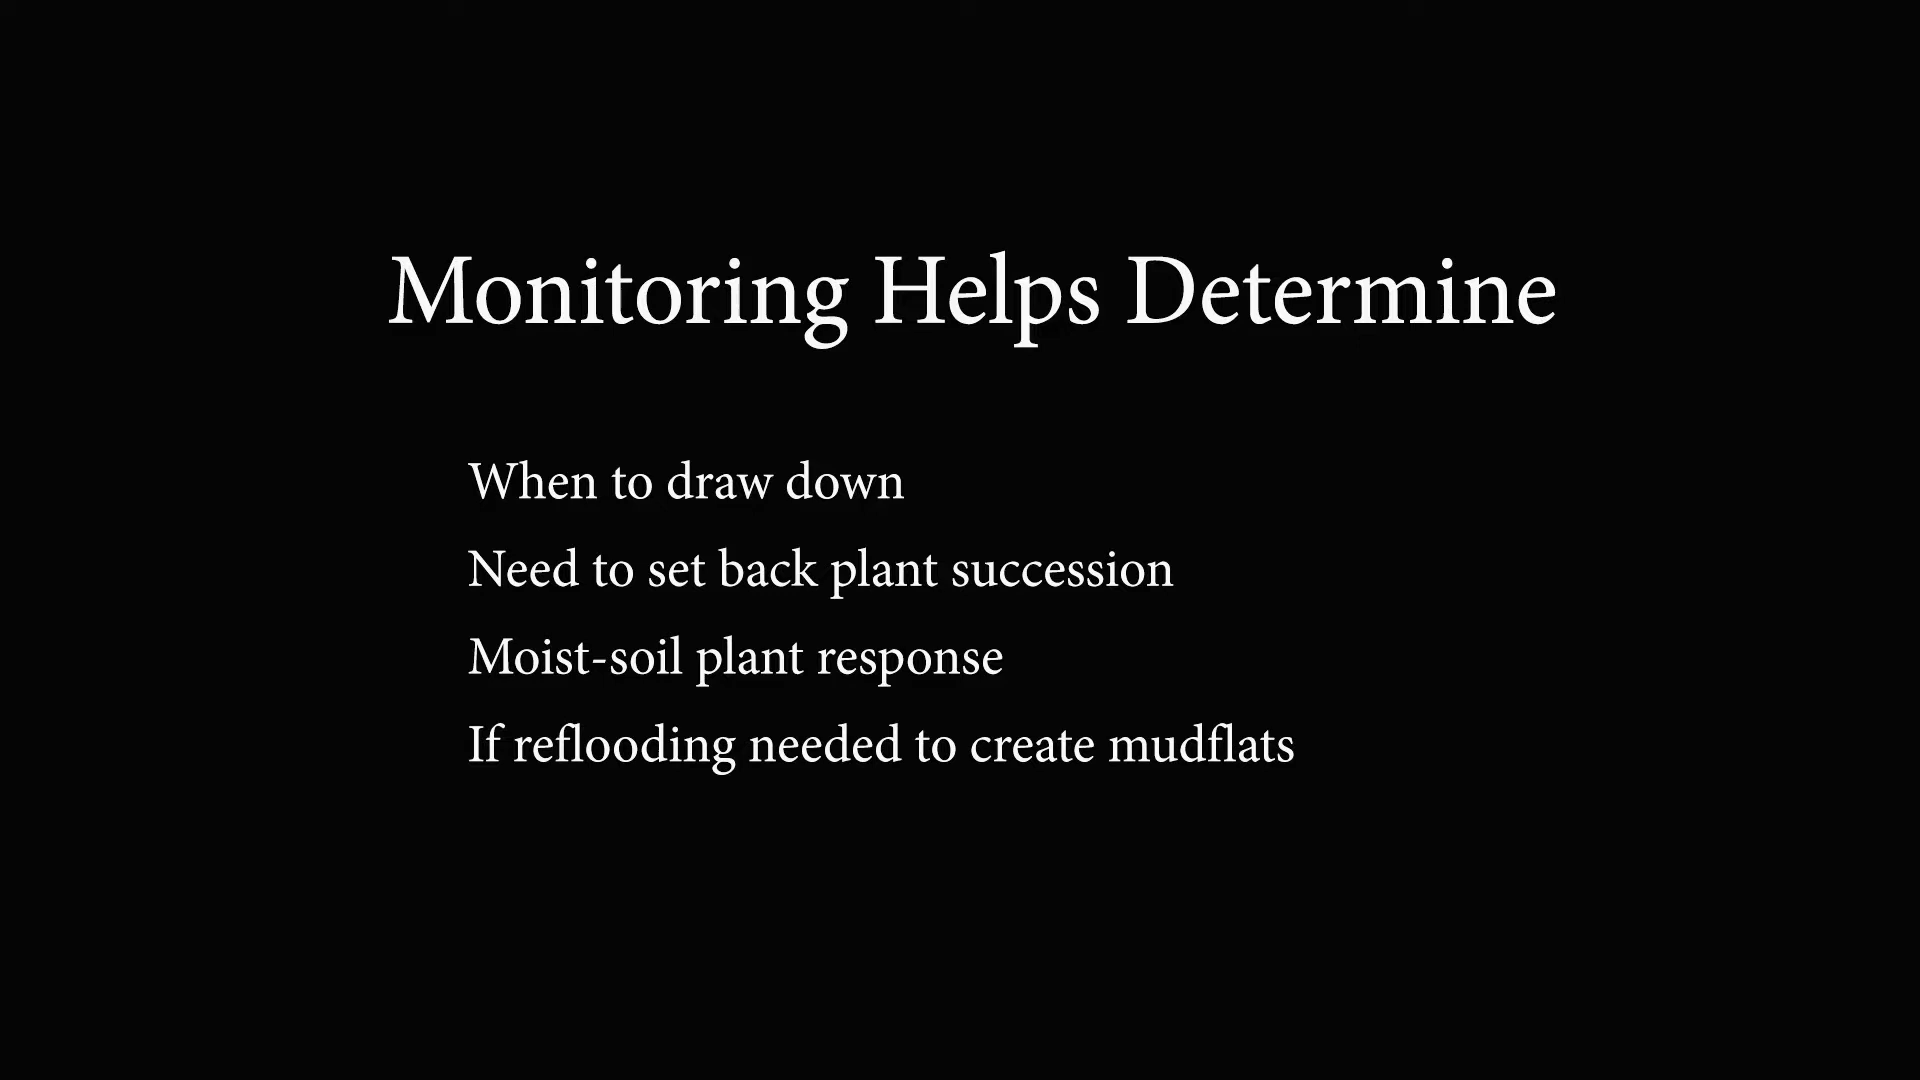 Monitoring Helps Determine
When to draw down
Need to set back plant succession
Moist-soil plant response
If reflooding needed to create mudflats